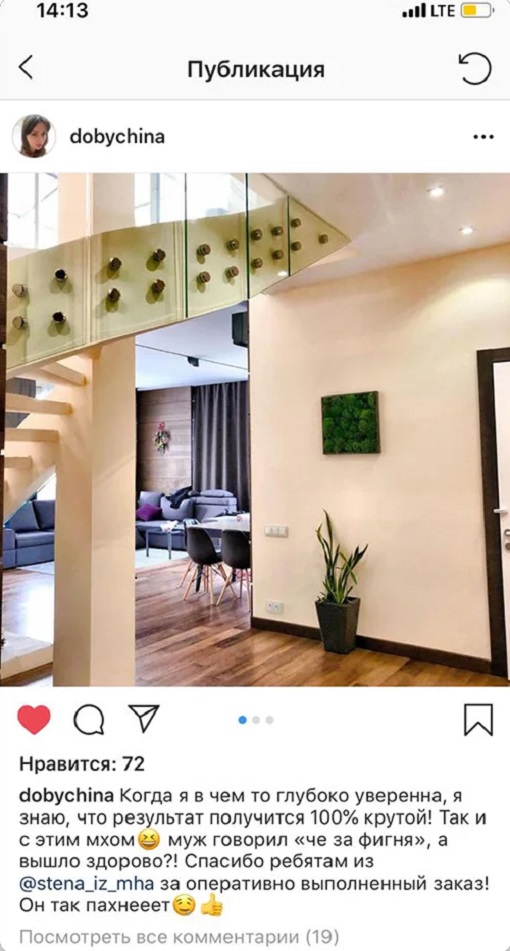 14:13 LTE
Публикация
dobychina
Нравится: 72
dobychina Когда я в чем то глубоко уверенна, я
знаю, что результат получится 100% крутой! Так и
с этим мхом😆 муж говорил «че за фигня», а
вышло здорово?! Спасибо ребятам из
@stena_iz_mha за оперативно выполненный заказ!
Он так пахнееет😌👍
Посмотреть все комментарии (19)